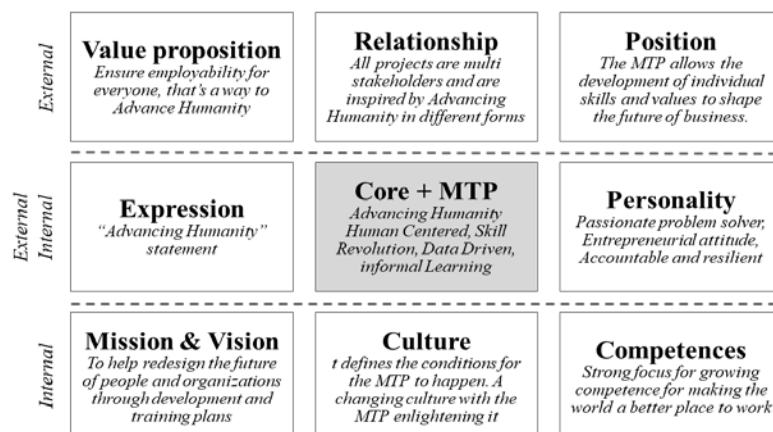 External
Value proposition
Ensure employability for
everyone, that's a way to
Advance Humanity
Relationship
All projects are multi
stakeholders and are
inspired by Advancing
Humanity in different forms
Position
The MTP allows the
development of individual
skills and values to shape
the future of business.
External
Internal
Expression
"Advancing Humanity"
statement
Core + MTP
Advancing Humanity
Human Centered, Skill
Revolution, Data Driven,
informal Learning
Personality
Passionate problem solver,
Entrepreneurial attitude,
Accountable and resilient
Internal
Mission & Vision
To help redesign the future
of people and organizations
through development and
training plans
Culture
t defines the conditions for
the MTP to happen. A
changing culture with the
MTP enlightening it
Competences
Strong focus for growing
competence for making the
world a better place to work